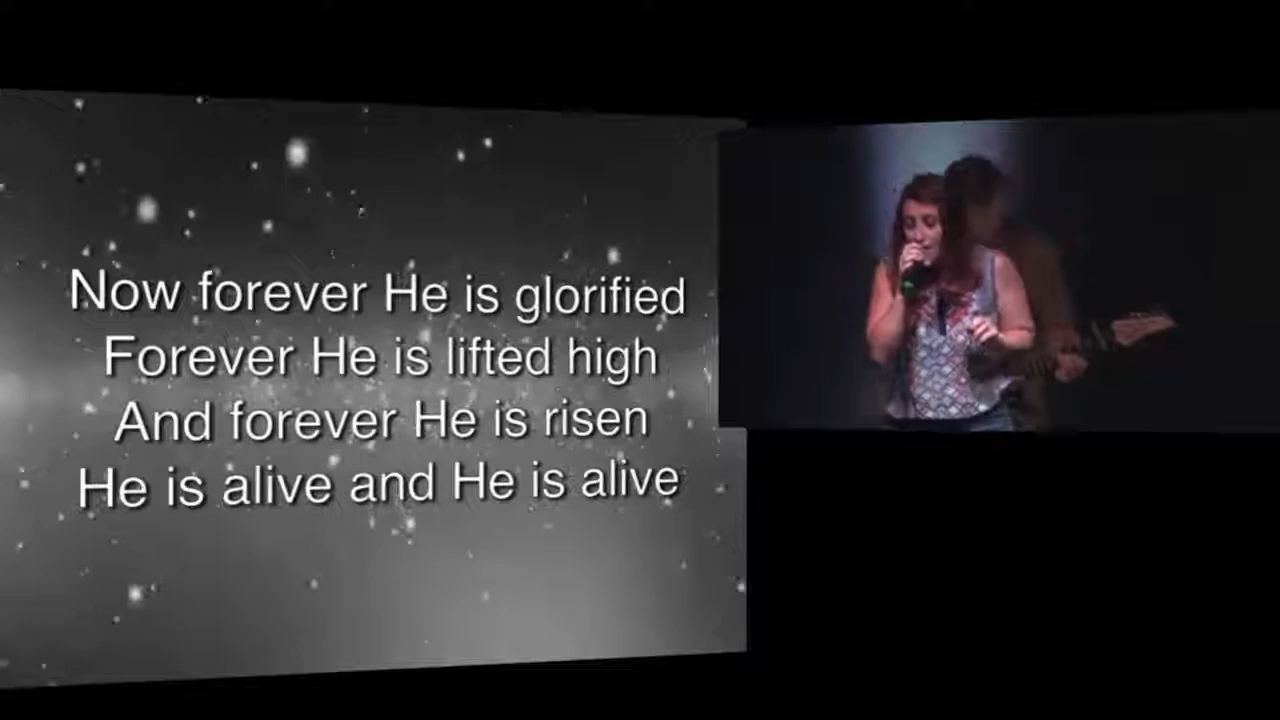 Now forever He is glorified
Forever He is lifted high
And forever He is risen
He is alive and He is alive